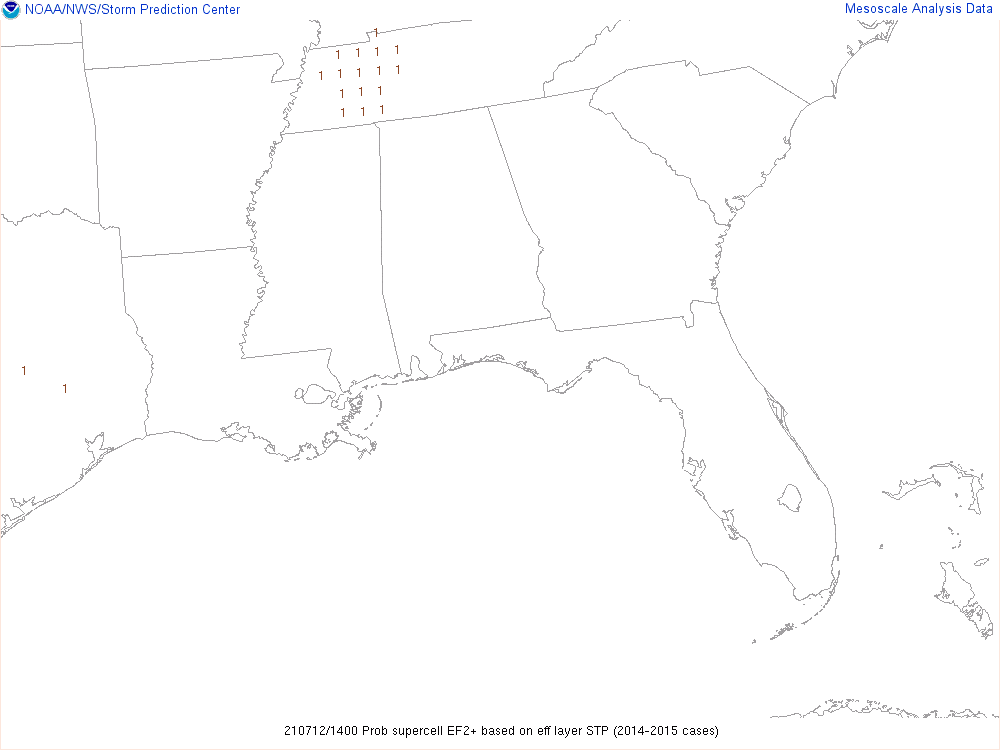 NOAA/NWS/Storm Prediction Center Mesoscale Analysis Data
1
1 1 1 1
1 1 1 1 1
1 1 1
1 1 1
1
1
210712/1400 Prob supercell EF2+ based on eff layer STP (2014-2015 cases)